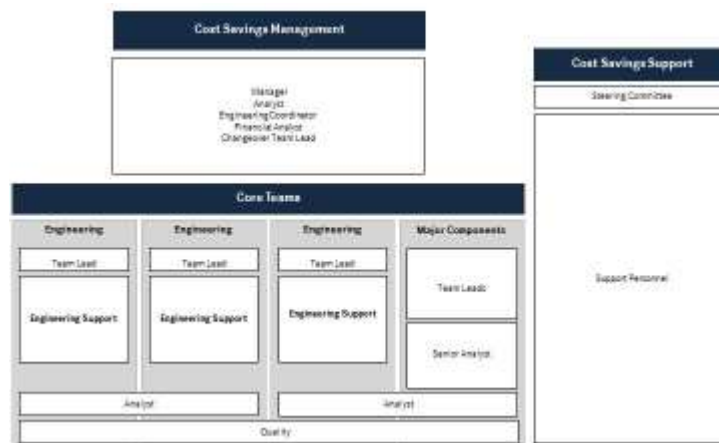 Cost Savings Management
Manager
Analyst
Engineering Coordinator
Financial Analyst
Changeover Team Lead
Cost Savings Support
Steering Committee
Support Personnel
Core Teams
Engineering
Engineering
Engineering
Major Components
Team Lead
Team Lead
Team Lead
Team Leads
Engineering Support
Engineering Support
Engineering Support
Senior Analyst
Analyst
Analyst
Quality